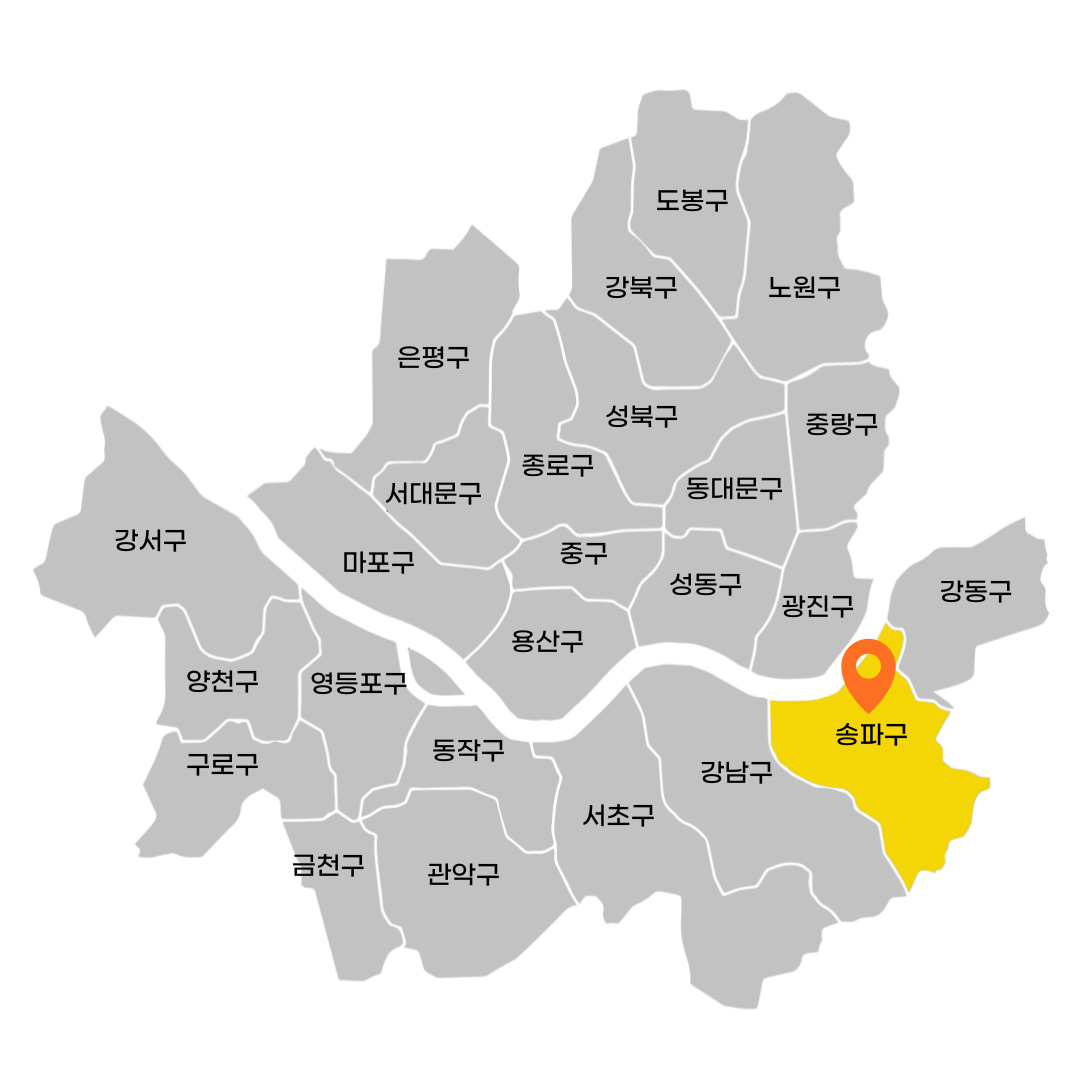 도봉구
강북구
노원구
은평구
성북구
중랑구
종로구
동대문구
서대문구
강서구
중구
마포구
성동구
강동구
광진구
용산구
양천구
영등포구
송파구
동작구
구로구
강남구
서초구
금천구
관악구